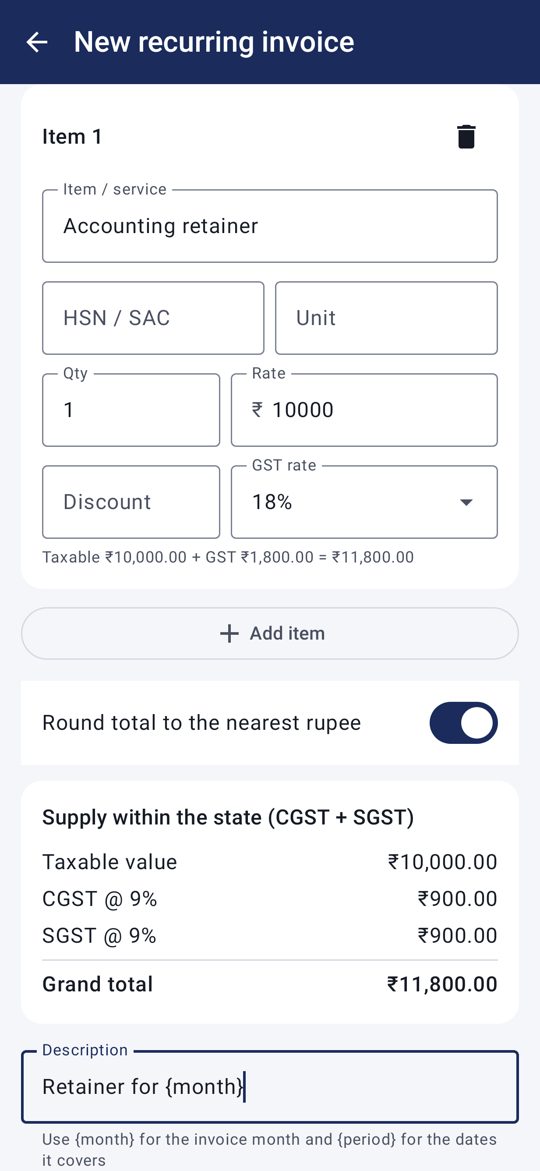 New recurring invoice
Item 1
Item / service
Accounting retainer
HSN / SAC
Unit
Qty
1
Rate
₹ 10000
Discount
GST rate
18%
Taxable ₹10,000.00 + GST ₹1,800.00 = ₹11,800.00
Add item
Round total to the nearest rupee
Supply within the state (CGST + SGST)
Taxable value ₹10,000.00
CGST @ 9% ₹900.00
SGST @ 9% ₹900.00
Grand total ₹11,800.00
Description
Retainer for {month}
Use {month} for the invoice month and {period} for the dates
it covers